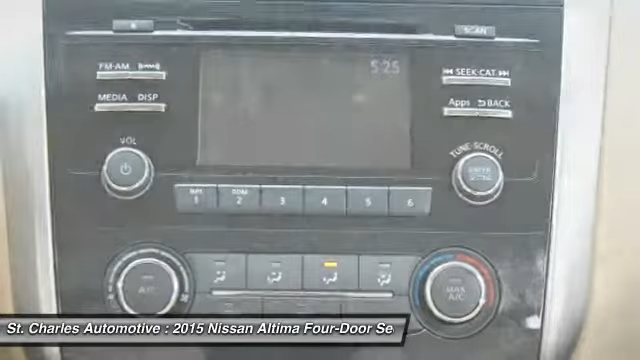 SCAN
5:25
FM·AM
SEEK·CAT
MEDIA DISP
Apps BACK
VOL
TUNE·SCROLL
1 2 3 4 5 6
A/C
MAX A/C
St. Charles Automotive : 2015 Nissan Altima Four-Door Se